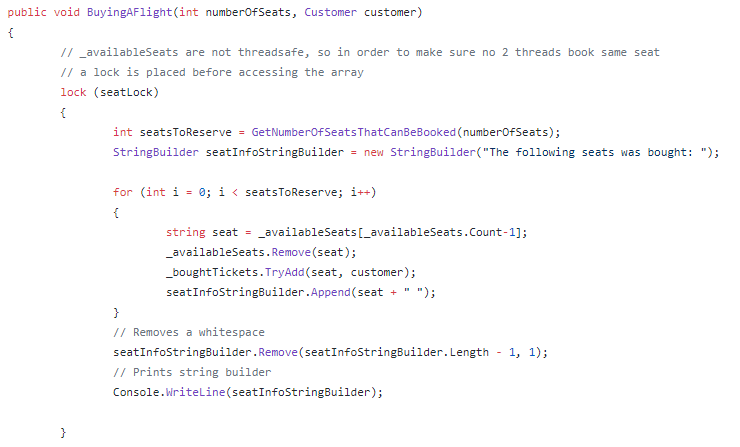 public void BuyingAFlight(int numberOfSeats, Customer customer)
{
// _availableSeats are not threadsafe, so in order to make sure no 2 threads book same seat
// a lock is placed before accessing the array
lock (seatLock)
{
int seatsToReserve = GetNumberOfSeatsThatCanBeBooked(numberOfSeats);
StringBuilder seatInfoStringBuilder = new StringBuilder("The following seats was bought: ");
for (int i = 0; i < seatsToReserve; i++)
{
string seat = _availableSeats[_availableSeats.Count-1];
_availableSeats.Remove(seat);
_boughtTickets.TryAdd(seat, customer);
seatInfoStringBuilder.Append(seat + " ");
}
// Removes a whitespace
seatInfoStringBuilder.Remove(seatInfoStringBuilder.Length - 1, 1);
// Prints string builder
Console.WriteLine(seatInfoStringBuilder);
}